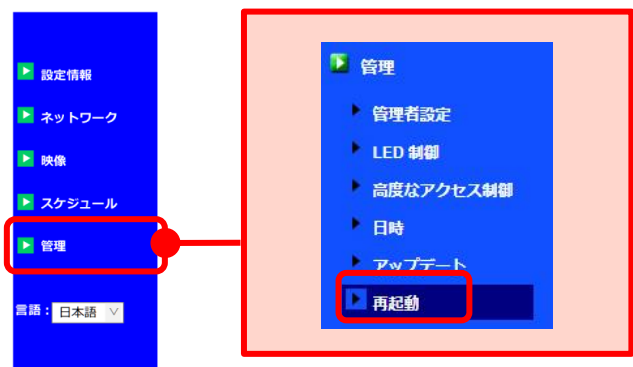 設定情報
ネットワーク
映像
スケジュール
管理
言語：日本語
管理
管理者設定
LED 制御
高度なアクセス制御
日時
アップデート
再起動